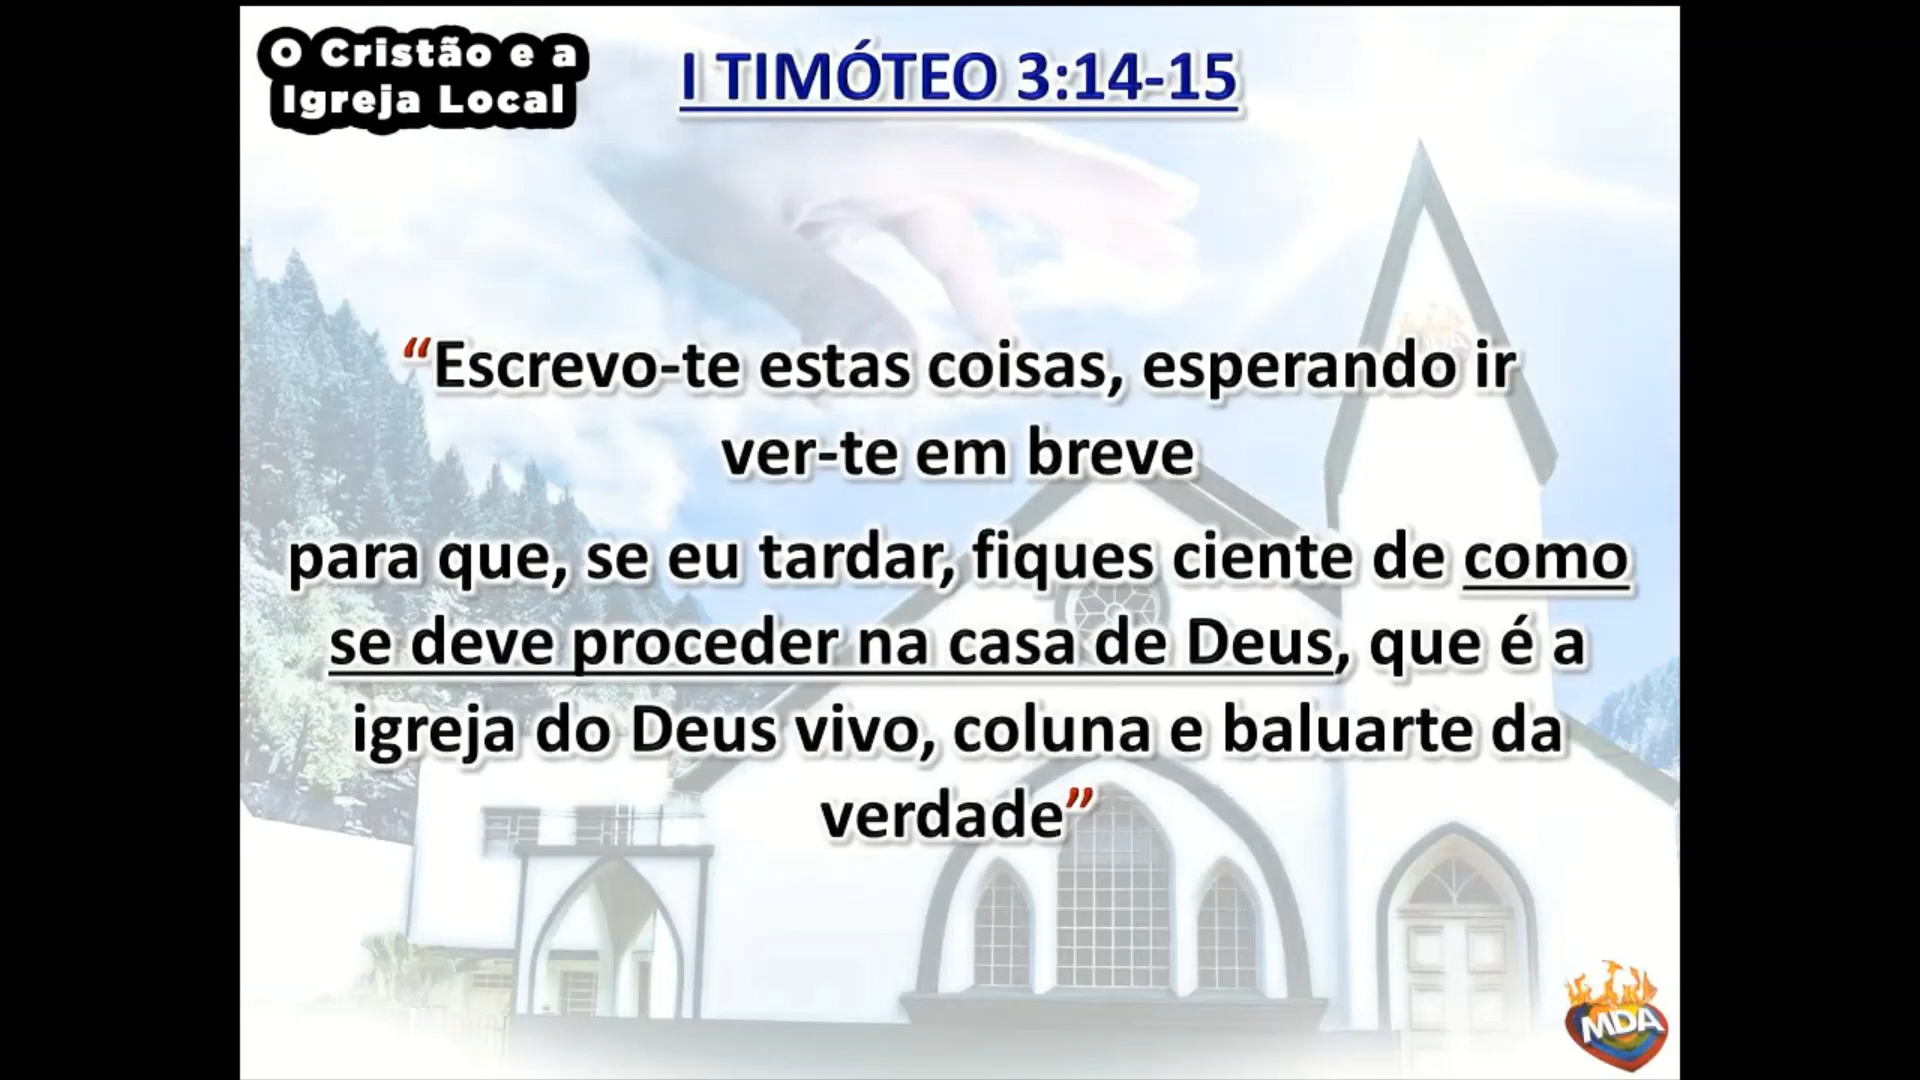 O Cristão e a
Igreja Local
I TIMÓTEO 3:14-15
“Escrevo-te estas coisas, esperando ir
ver-te em breve
para que, se eu tardar, fiques ciente de como
se deve proceder na casa de Deus, que é a
igreja do Deus vivo, coluna e baluarte da
verdade”
MDA